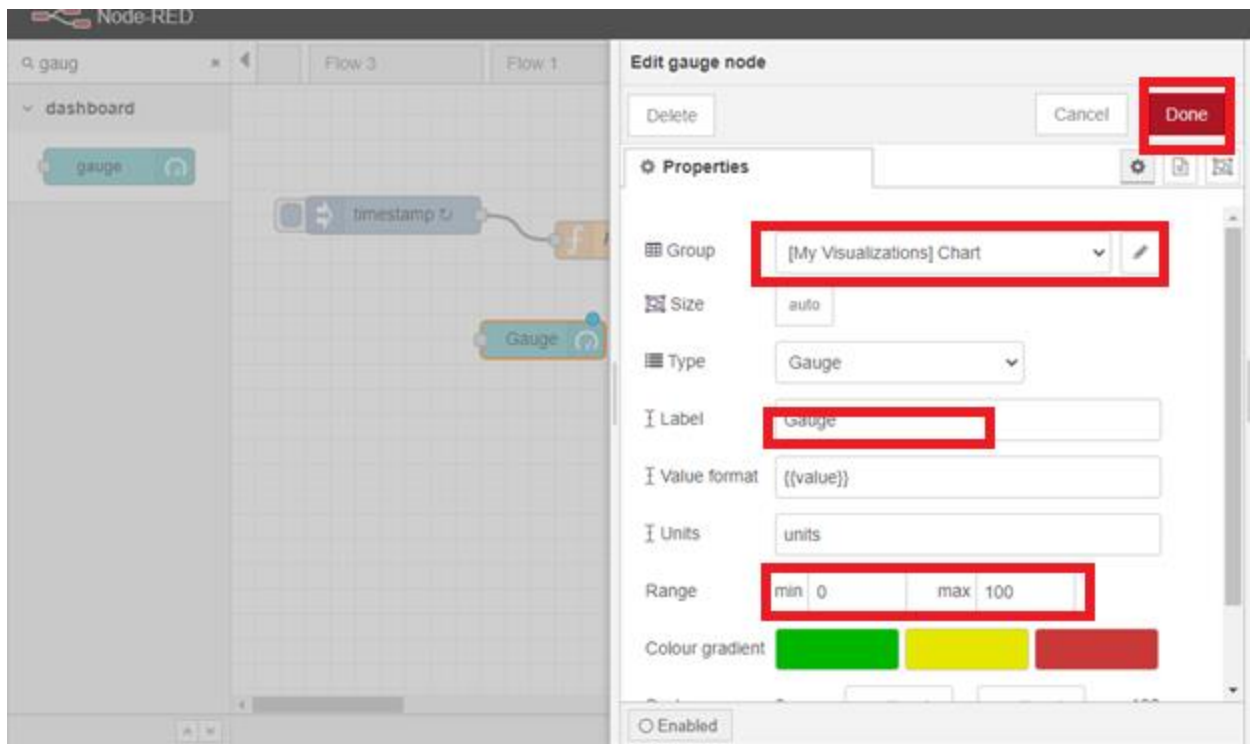 Node-RED
gaug
Flow 3
Flow 1
dashboard
gauge
timestamp ↻
Gauge
Edit gauge node
Delete
Cancel
Done
Properties
Group
[My Visualizations] Chart
Size
auto
Type
Gauge
Label
Gauge
Value format
{{value}}
Units
units
Range
min 0
max 100
Colour gradient
Enabled